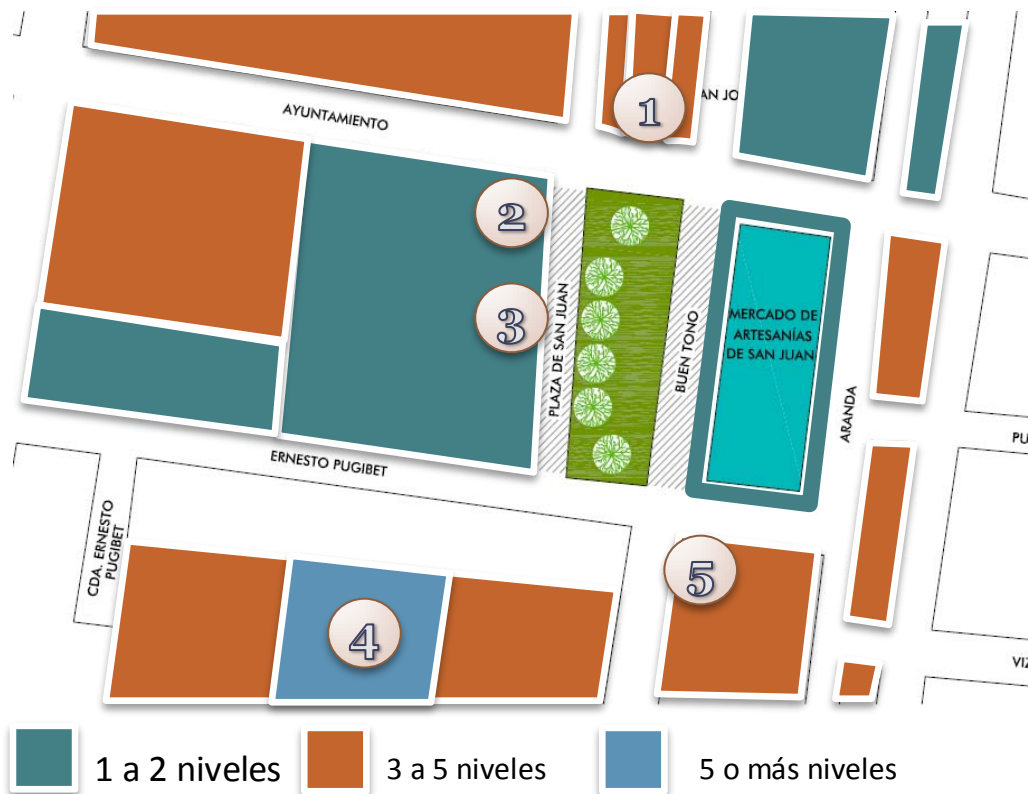 AYUNTAMIENTO
1
AN JO
2
3
PLAZA DE SAN JUAN
BUEN TONO
MERCADO DE
ARTESANÍAS
DE SAN JUAN
ARANDA
PU
ERNESTO PUGIBET
CDA. ERNESTO
PUGIBET
5
4
VIZ
1 a 2 niveles
3 a 5 niveles
5 o más niveles